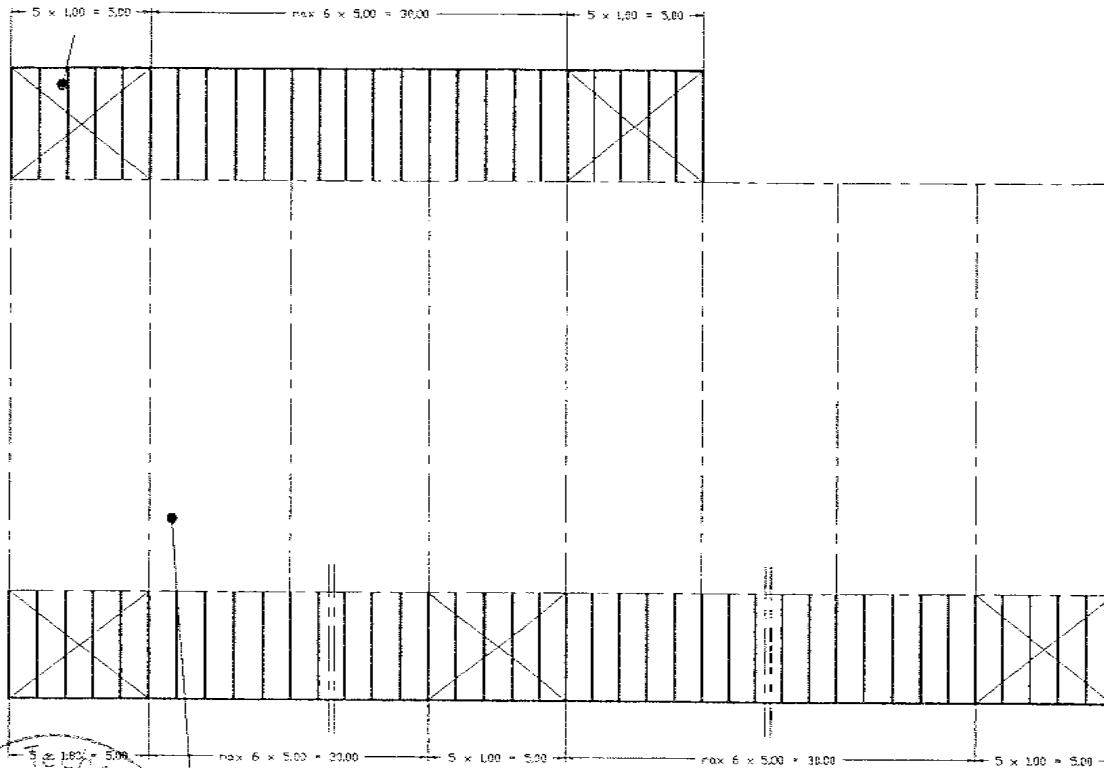 5 x 1,00 = 5,00
max 6 x 5,00 = 30,00
5 x 1,00 = 5,00
= 5,00
max 6 x 5,00 = 30,00
5 x 1,00 = 5,00
max 6 x 5,00 = 30,00
5 x 1,00 = 5,00